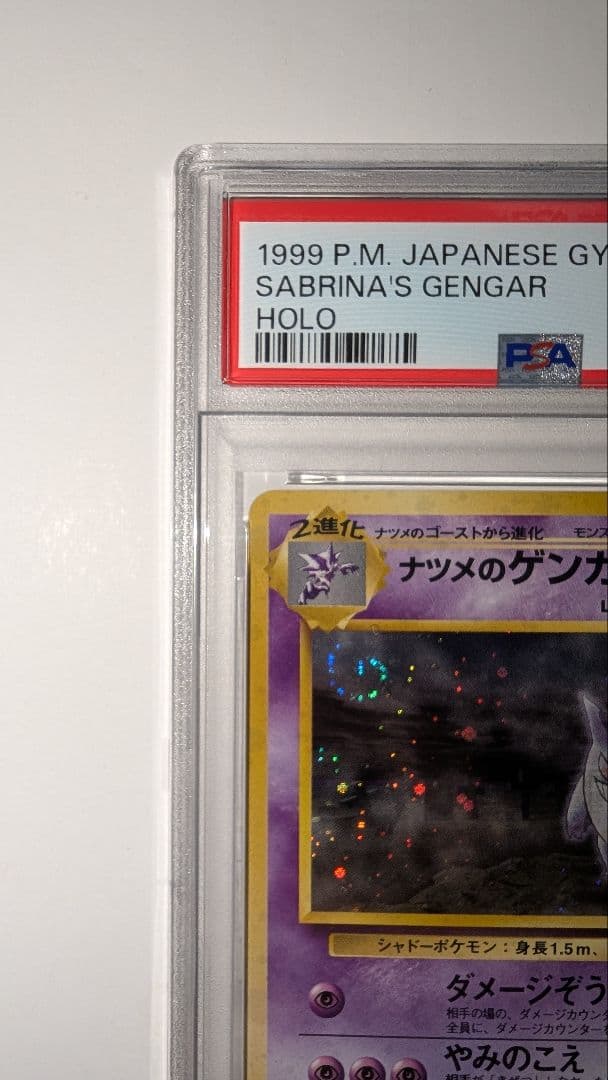 1999 P.M. JAPANESE GY
SABRINA'S GENGAR
HOLO
PSA
2進化 ナツメのゴーストから進化 モンス
ナツメのゲンガ
L
シャドーポケモン：身長1.5m、
ダメージぞう
相手の場の、ダメージカウン
全員に、ダメージカウンターを
やみのこえ